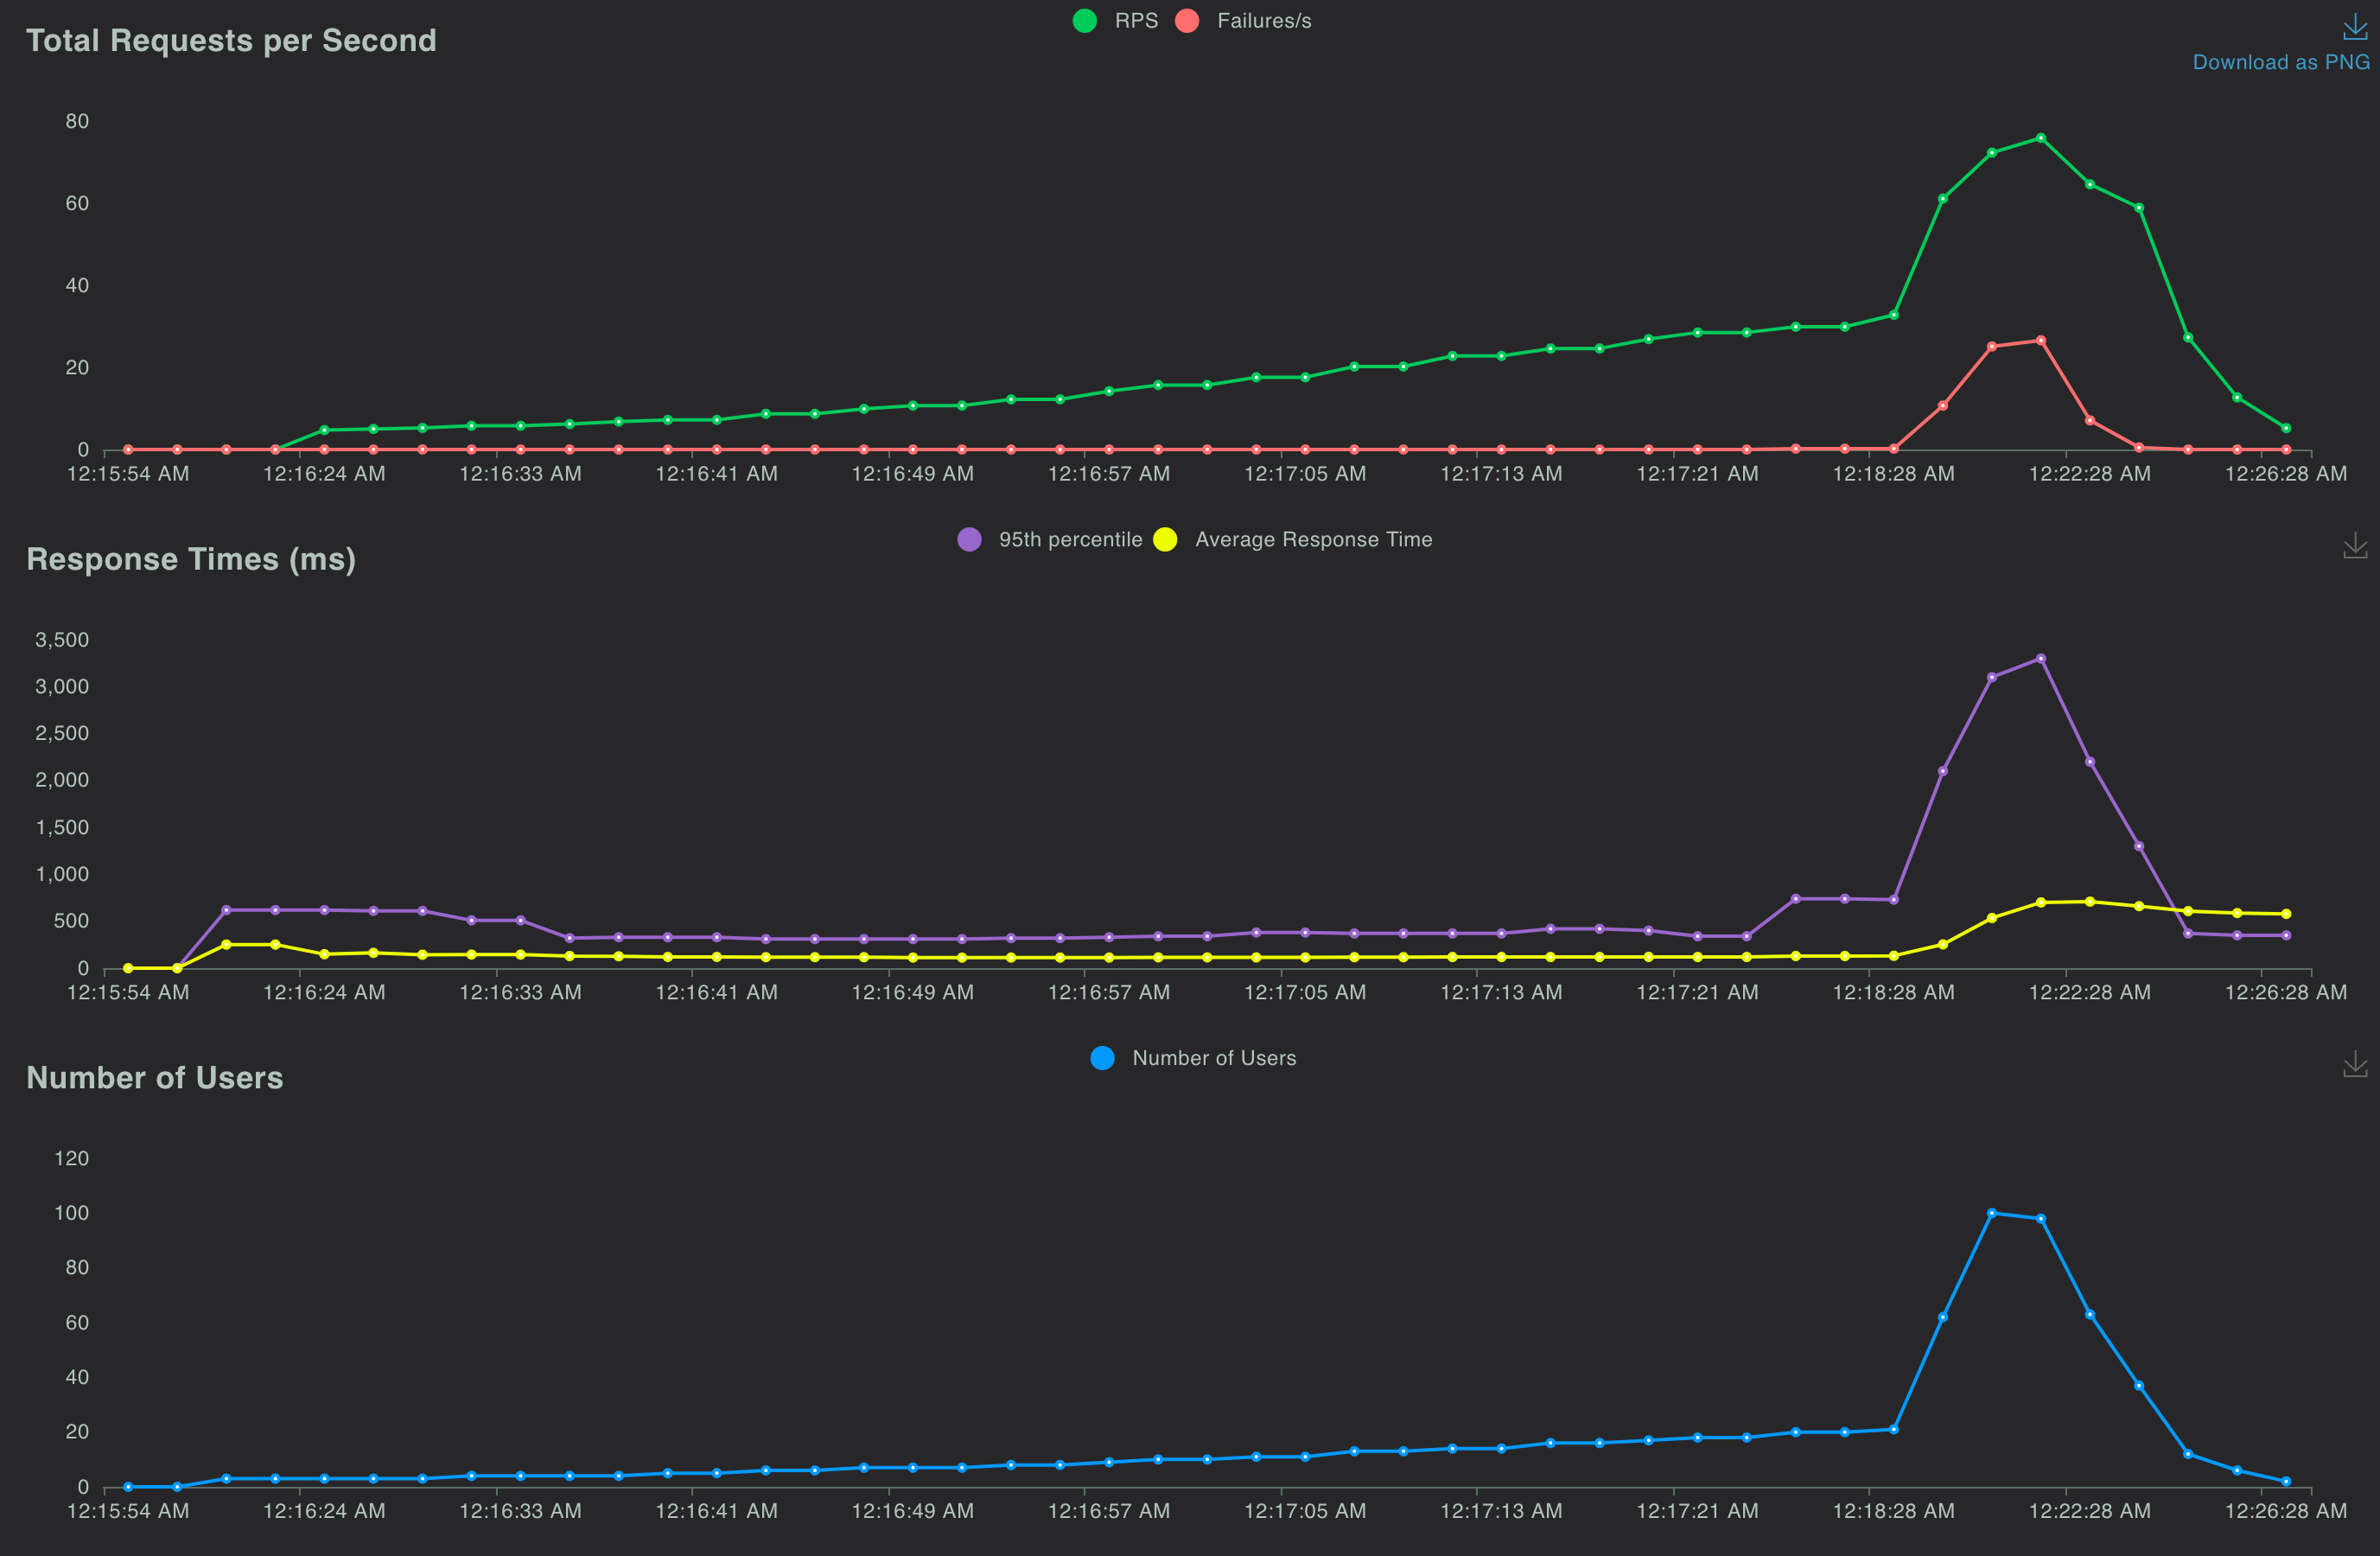 RPS Failures/s
Total Requests per Second
Download as PNG
80
60
40
20
0
12:15:54 AM 12:16:24 AM 12:16:33 AM 12:16:41 AM 12:16:49 AM 12:16:57 AM 12:17:05 AM 12:17:13 AM 12:17:21 AM 12:18:28 AM 12:22:28 AM 12:26:28 AM
95th percentile Average Response Time
Response Times (ms)
3,500
3,000
2,500
2,000
1,500
1,000
500
0
12:15:54 AM 12:16:24 AM 12:16:33 AM 12:16:41 AM 12:16:49 AM 12:16:57 AM 12:17:05 AM 12:17:13 AM 12:17:21 AM 12:18:28 AM 12:22:28 AM 12:26:28 AM
Number of Users
Number of Users
120
100
80
60
40
20
0
12:15:54 AM 12:16:24 AM 12:16:33 AM 12:16:41 AM 12:16:49 AM 12:16:57 AM 12:17:05 AM 12:17:13 AM 12:17:21 AM 12:18:28 AM 12:22:28 AM 12:26:28 AM